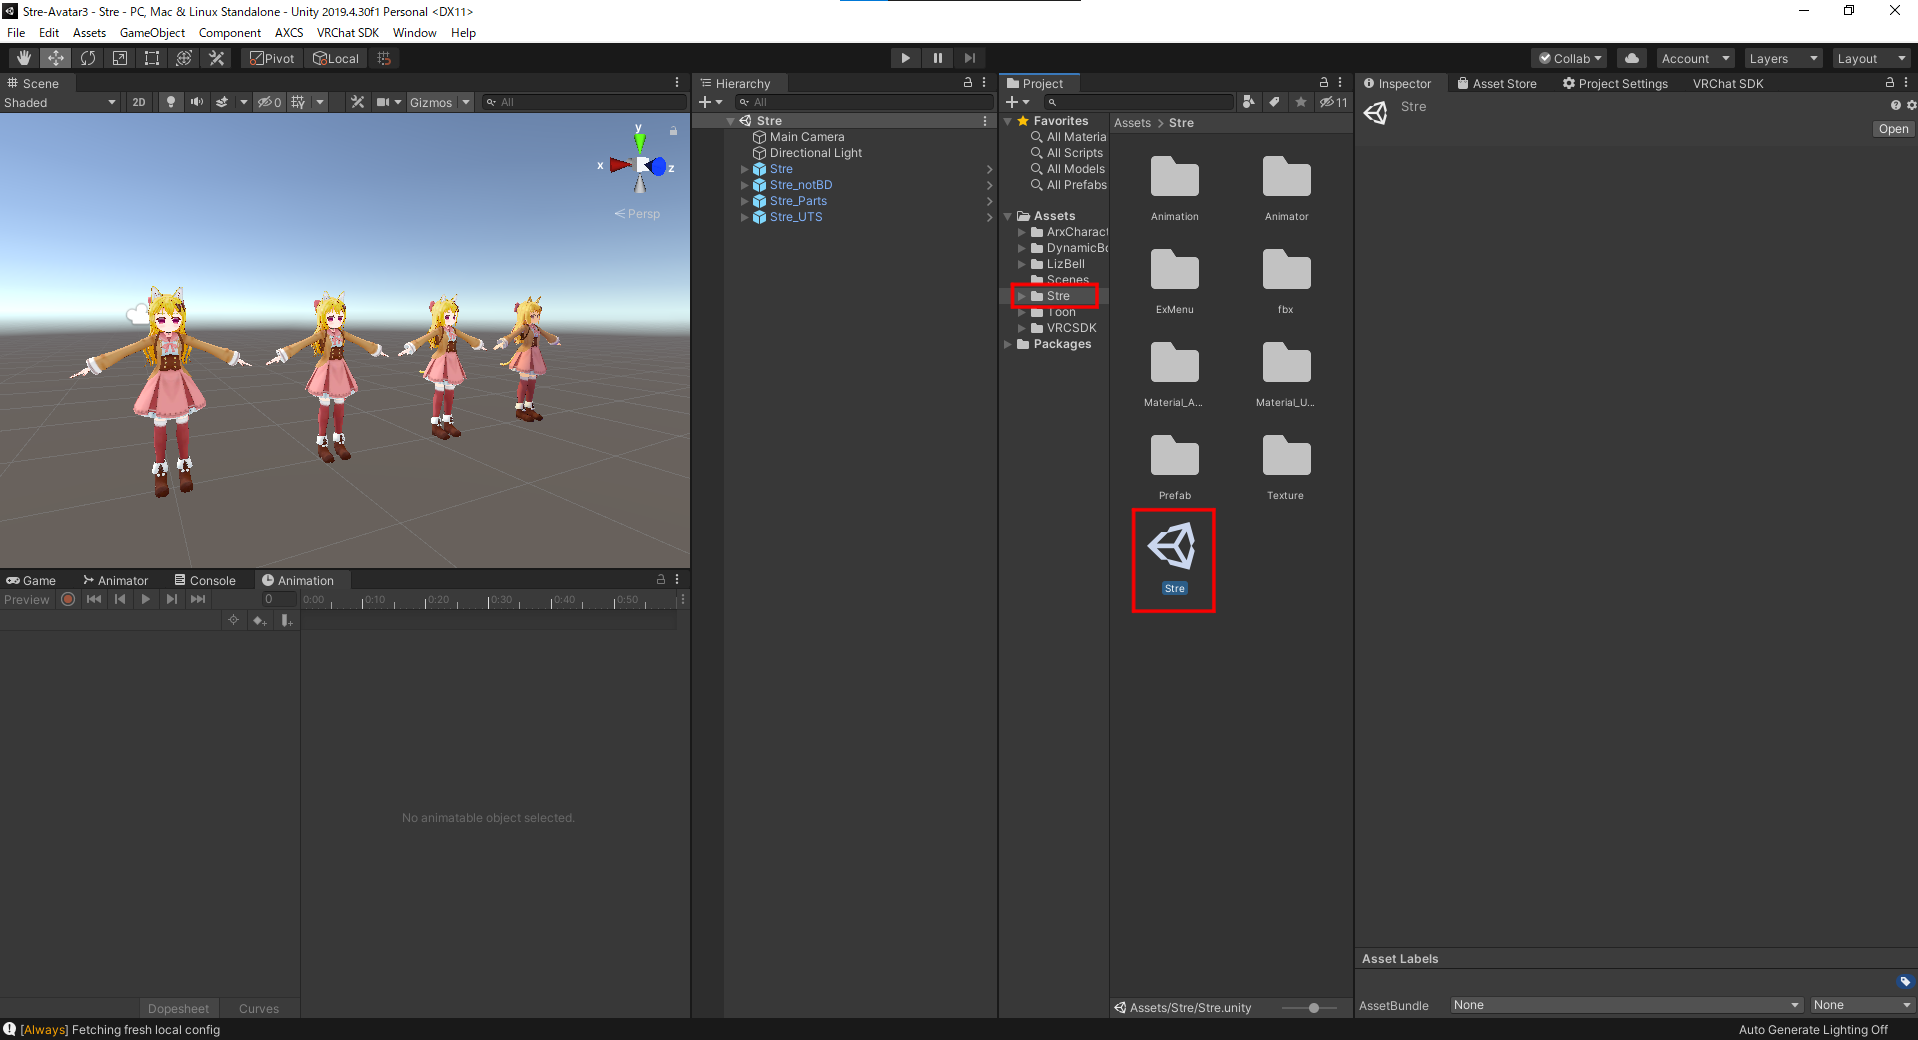 Stre-Avatar3 - Stre - PC, Mac & Linux Standalone - Unity 2019.4.30f1 Personal <DX11>
File Edit Assets GameObject Component AXCS VRChat SDK Window Help
Pivot Local Collab Account Layers Layout
Scene
Shaded 2D 0 Gizmos All
y
x
z
Persp
Hierarchy
All
Stre
Main Camera
Directional Light
Stre
Stre_notBD
Stre_Parts
Stre_UTS
Project
11
Favorites
All Materia
All Scripts
All Models
All Prefabs
Assets
ArxCharact
DynamicBo
LizBell
Scenes
Stre
Toon
VRCSDK
Packages
Assets > Stre
Animation Animator
ExMenu fbx
Material_A... Material_U...
Prefab Texture
Stre
Assets/Stre/Stre.unity
Inspector Asset Store Project Settings VRChat SDK
Stre
Open
Asset Labels
AssetBundle None None
Game Animator Console Animation
Preview 0 0:00 0:10 0:20 0:30 0:40 0:50
No animatable object selected.
Dopesheet Curves
[Always] Fetching fresh local config
Auto Generate Lighting Off